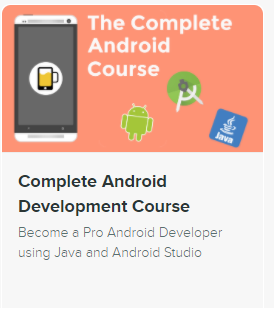 The Complete
Android
Course
Java
Complete Android
Development Course
Become a Pro Android Developer
using Java and Android Studio